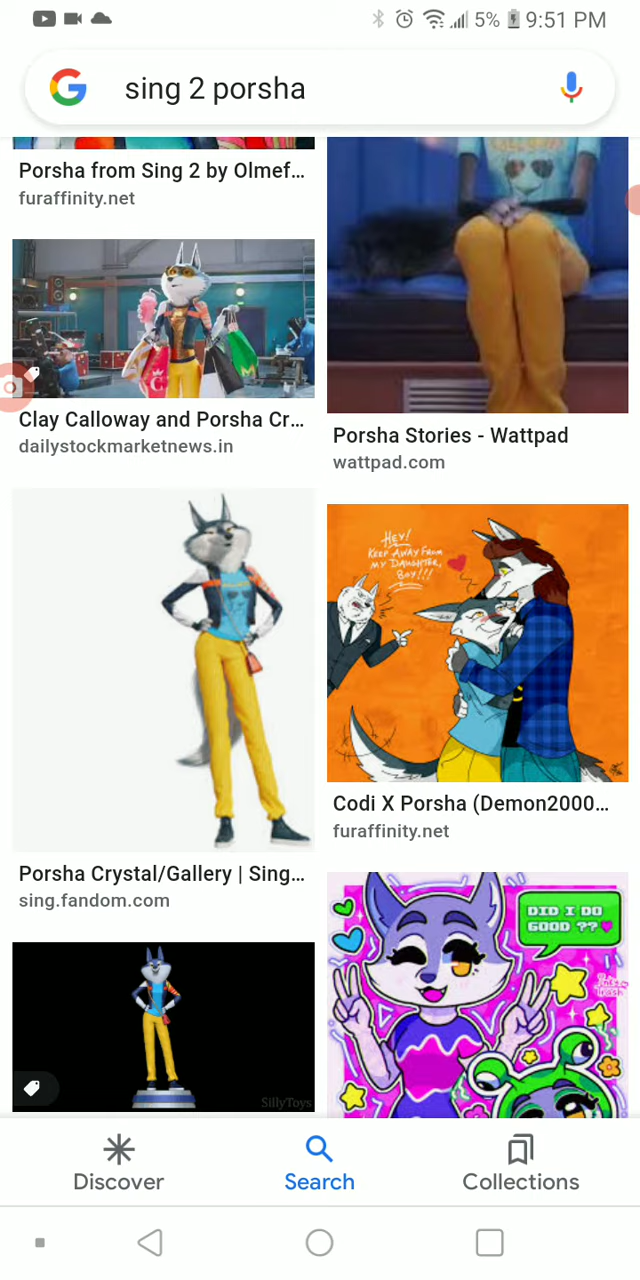 5%
9:51 PM
sing 2 porsha
Porsha from Sing 2 by Olmef...
furaffinity.net
Clay Calloway and Porsha Cr...
dailystockmarketnews.in
Porsha Stories - Wattpad
wattpad.com
HEY!
KEEP AWAY FROM
MY DAUGHTER,
BOY!!!
Codi X Porsha (Demon2000...
furaffinity.net
Porsha Crystal/Gallery | Sing...
sing.fandom.com
DID I DO
GOOD ??
SillyToys
Discover
Search
Collections